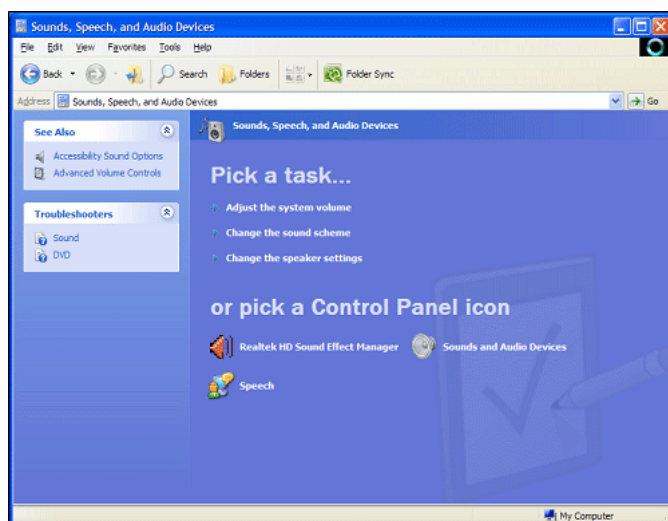 Sounds, Speech, and Audio Devices
File Edit View Favorites Tools Help
Back Search Folders Folder Sync
Address Sounds, Speech, and Audio Devices Go
See Also
Accessibility Sound Options
Advanced Volume Controls
Troubleshooters
Sound
DVD
Sounds, Speech, and Audio Devices
Pick a task...
Adjust the system volume
Change the sound scheme
Change the speaker settings
or pick a Control Panel icon
Realtek HD Sound Effect Manager Sounds and Audio Devices
Speech
My Computer